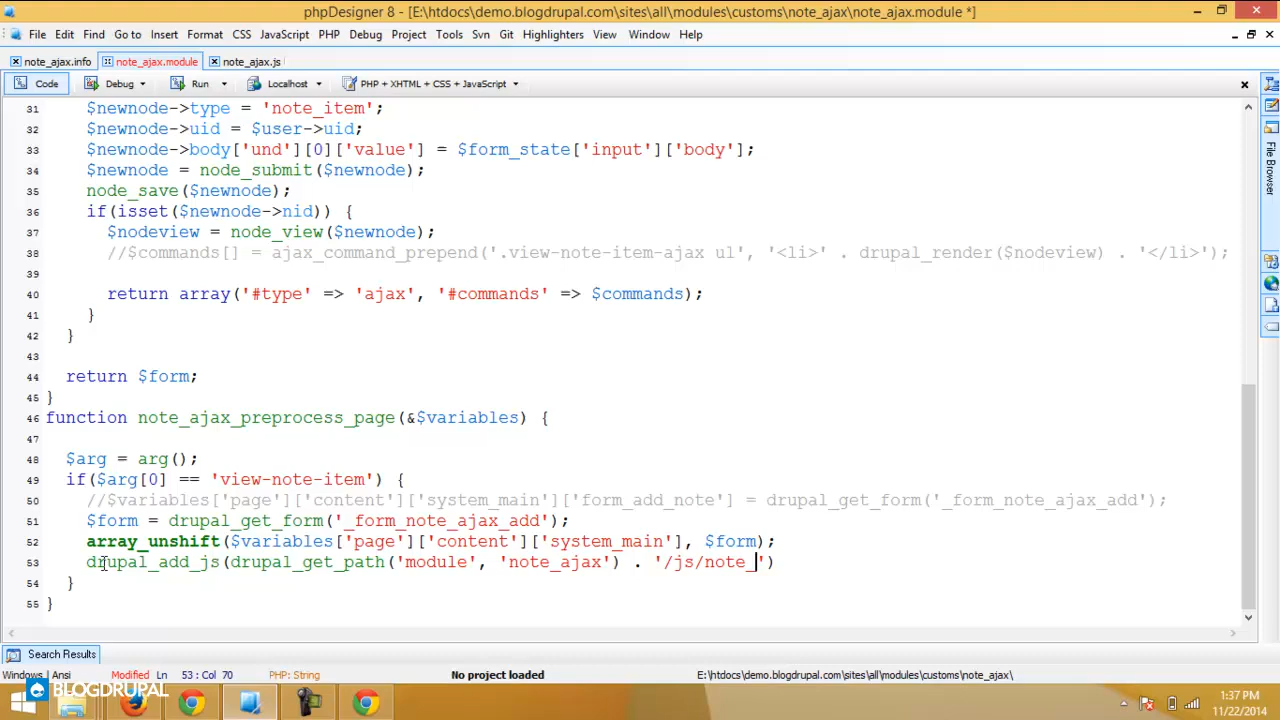 phpDesigner 8 - [E:\htdocs\demo.blogdrupal.com\sites\all\modules\customs\note_ajax\note_ajax.module *]
File Edit Find Go to Insert Format CSS JavaScript PHP Debug Project Tools Svn Git Highlighters View Window Help
note_ajax.info note_ajax.module note_ajax.js
Code Debug Run Localhost PHP + XHTML + CSS + JavaScript
31 $newnode->type = 'note_item';
32 $newnode->uid = $user->uid;
33 $newnode->body['und'][0]['value'] = $form_state['input']['body'];
34 $newnode = node_submit($newnode);
35 node_save($newnode);
36 if(isset($newnode->nid)) {
37 $nodeview = node_view($newnode);
38 //$commands[] = ajax_command_prepend('.view-note-item-ajax ul', '<li>' . drupal_render($nodeview) . '</li>');
39
40 return array('#type' => 'ajax', '#commands' => $commands);
41 }
42 }
43
44 return $form;
45 }
46 function note_ajax_preprocess_page(&$variables) {
47
48 $arg = arg();
49 if($arg[0] == 'view-note-item') {
50 //$variables['page']['content']['system_main']['form_add_note'] = drupal_get_form('_form_note_ajax_add');
51 $form = drupal_get_form('_form_note_ajax_add');
52 array_unshift($variables['page']['content']['system_main'], $form);
53 drupal_add_js(drupal_get_path('module', 'note_ajax') . '/js/note_')
54 }
55 }
File Browser
Search Results
Windows | Ansi Modified Ln 53 : Col 70 PHP: String No project loaded E:\htdocs\demo.blogdrupal.com\sites\all\modules\customs\note_ajax\
BLOGDRUPAL
1:37 PM
11/22/2014